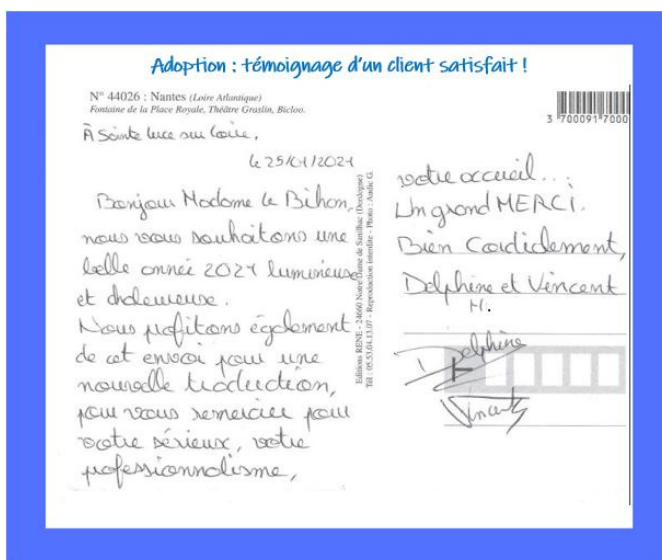 Adoption : témoignage d'un client satisfait !
N° 44026 : Nantes (Loire Atlantique)
Fontaine de la Place Royale, Théâtre Graslin, Bicloo.
3 700091 7000
À Sainte Luce sur Loire,
le 25/01/2021
Bonjour Madame Le Bihan,
nous vous souhaitons une
belle année 2021 lumineuse
et chaleureuse.
Nous profitons également
de cet envoi pour une
nouvelle traduction,
pour vous remercier pour
votre sérieux, votre
professionnalisme,
Editions RENE - 24660 Notre Dame de Sanilhac (Dordogne)
Tél : 05.53.04.13.07 - Reproduction interdite - Photo : Audic G.
votre accueil...
Un grand MERCI.
Bien Cordialement,
Delphine et Vincent
H.
Delphine
Vincent